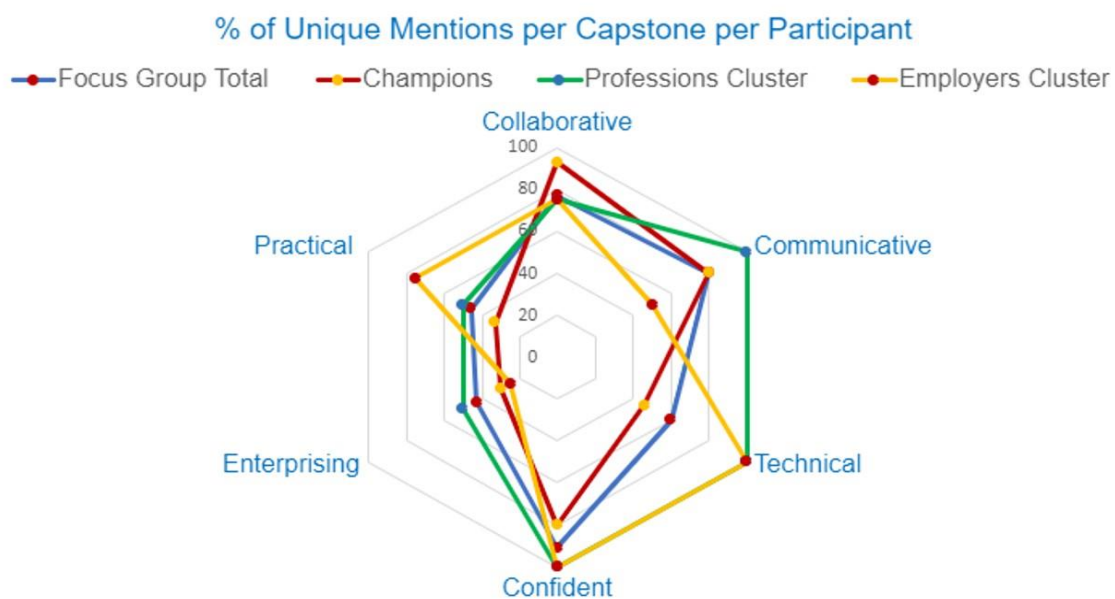 % of Unique Mentions per Capstone per Participant
Focus Group Total Champions Professions Cluster Employers Cluster
Collaborative
100
80
60
40
20
0
Practical
Communicative
Enterprising
Technical
Confident